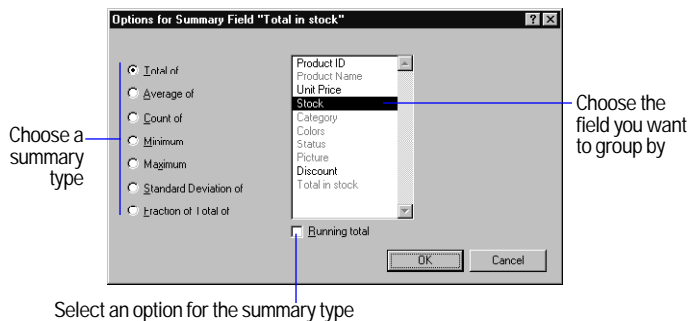 Options for Summary Field "Total in stock"
Total of
Average of
Count of
Minimum
Maximum
Standard Deviation of
Fraction of Total of
Product ID
Product Name
Unit Price
Stock
Category
Colors
Status
Picture
Discount
Total in stock
Running total
OK
Cancel
Choose a
summary
type
Choose the
field you want
to group by
Select an option for the summary type